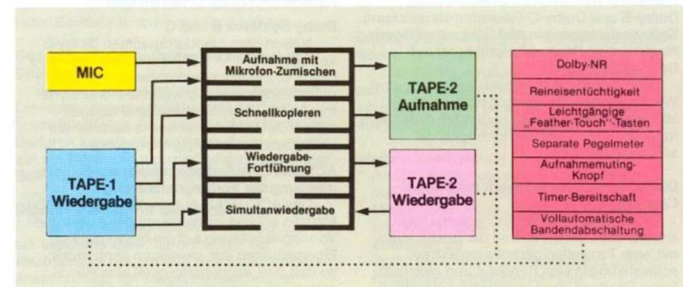 MIC
TAPE-1
Wiedergabe
Aufnahme mit
Mikrofon-Zumischen
Schnellkopieren
Wiedergabe-
Fortführung
Simultanwiedergabe
TAPE-2
Aufnahme
TAPE-2
Wiedergabe
Dolby-NR
Reineisentüchtigkeit
Leichtgängige
„Feather-Touch“-Tasten
Separate Pegelmeter
Aufnahmemuting-
Knopf
Timer-Bereitschaft
Vollautomatische
Bandendabschaltung